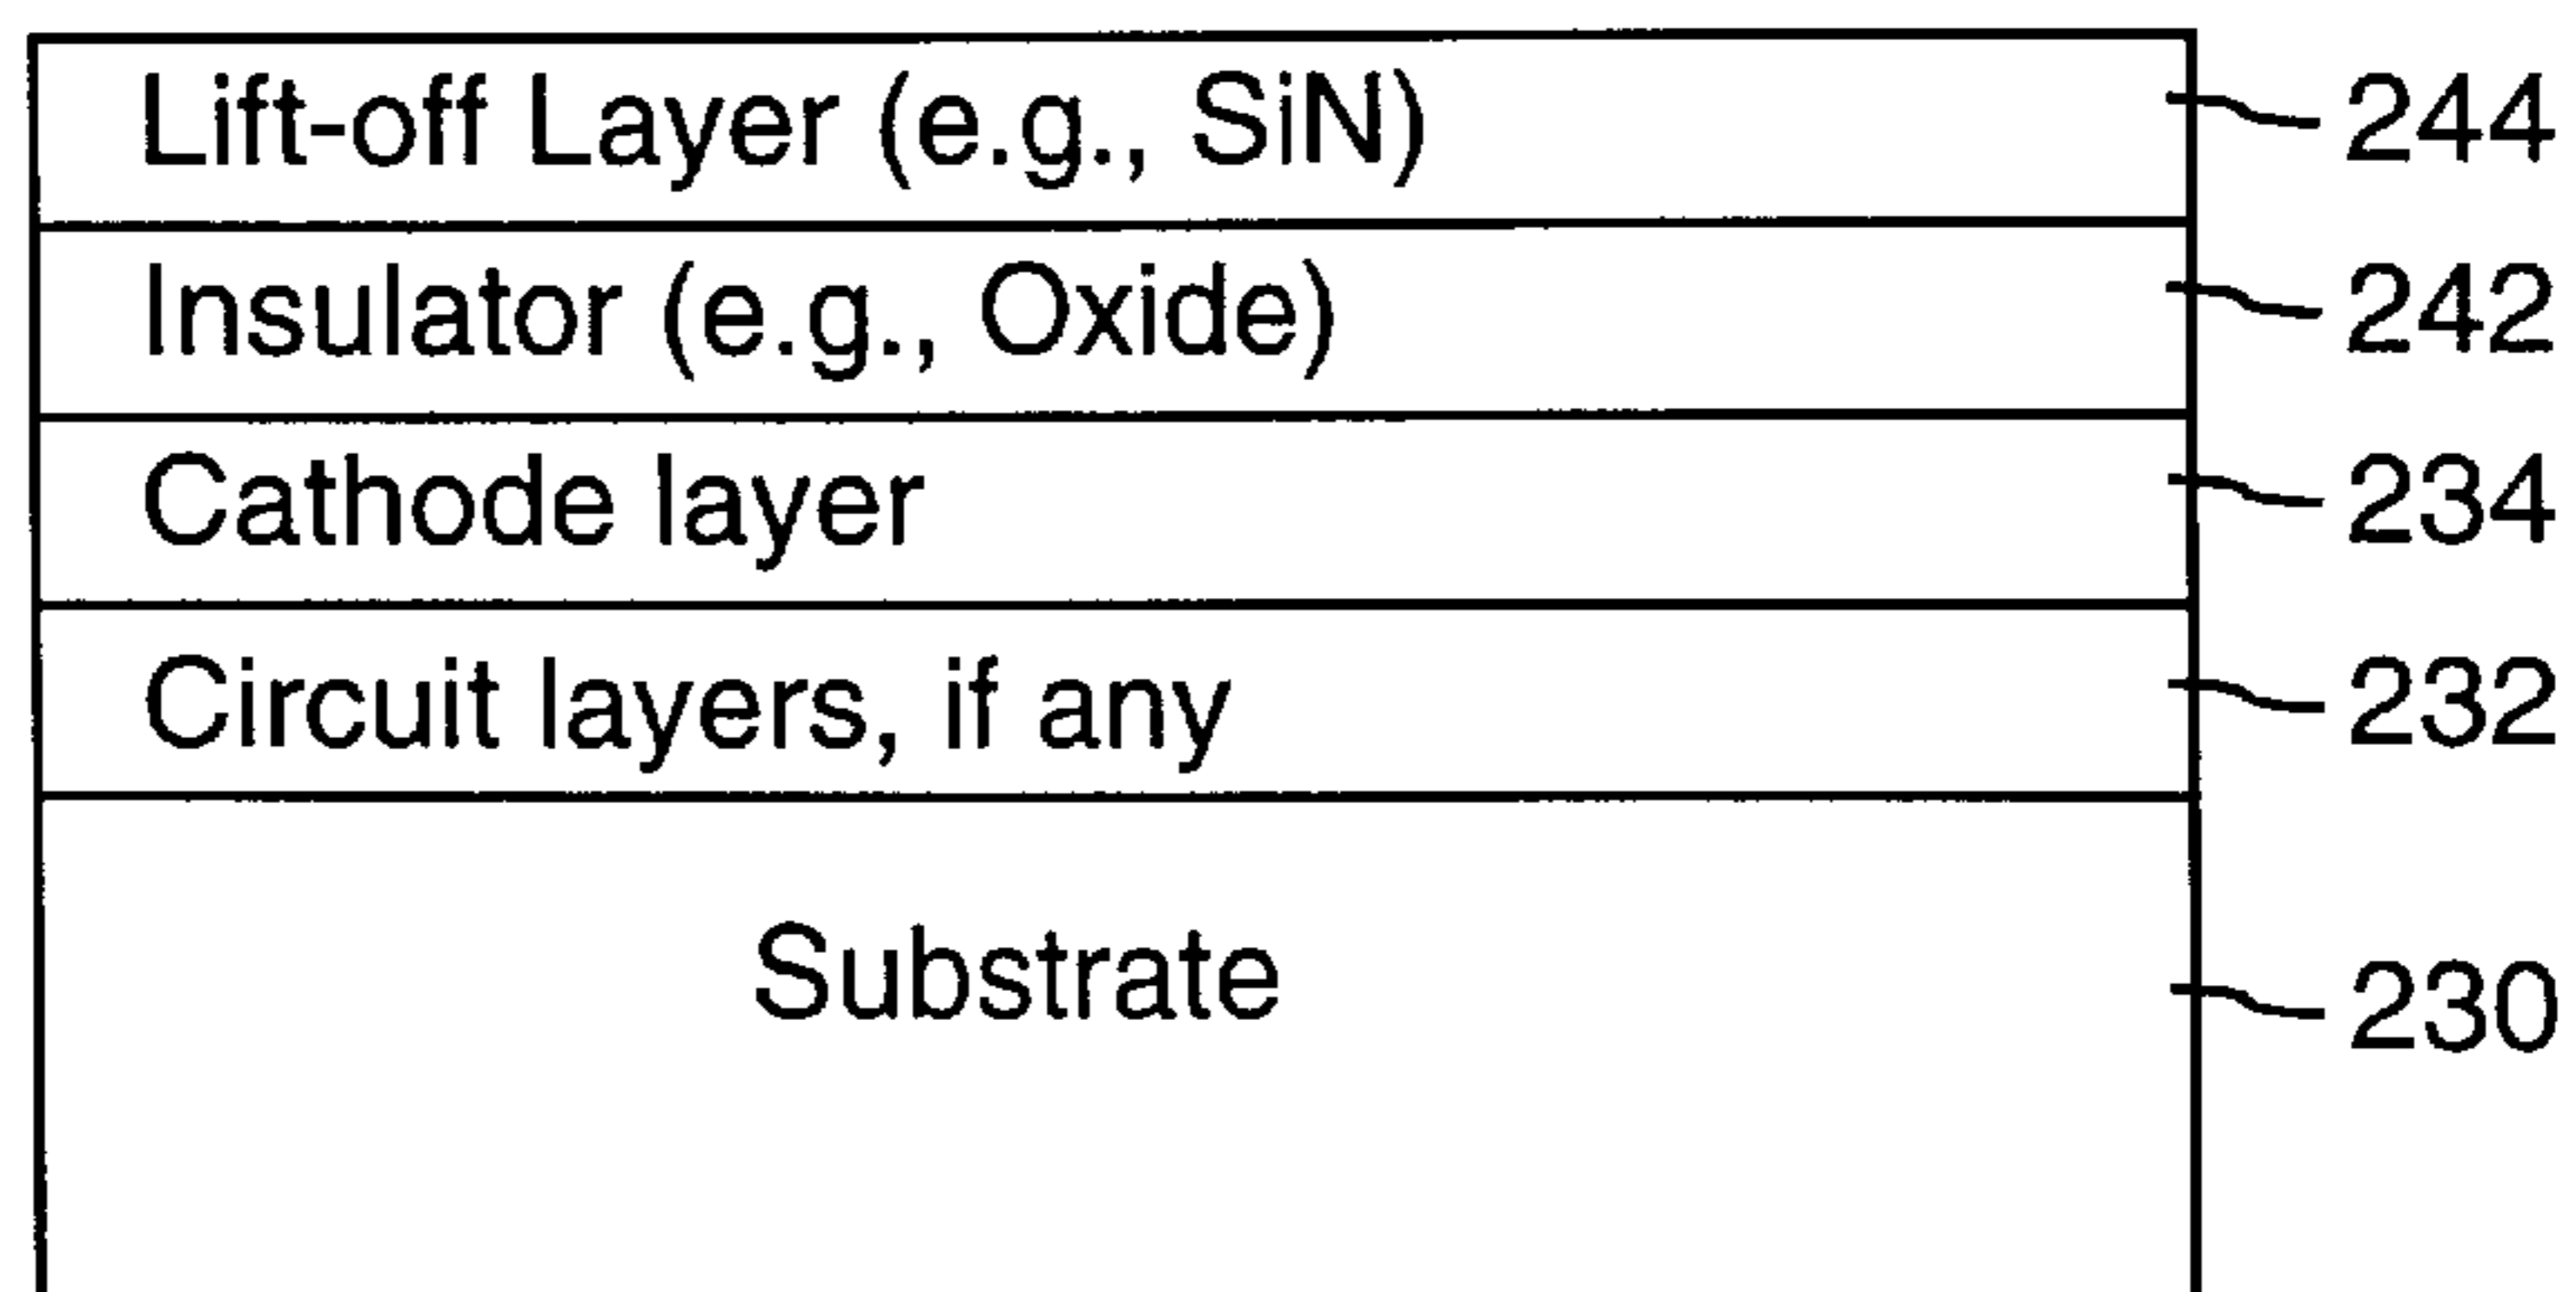 Lift-off Layer (e.g., SiN) 244
Insulator (e.g., Oxide) 242
Cathode layer 234
Circuit layers, if any 232
Substrate 230